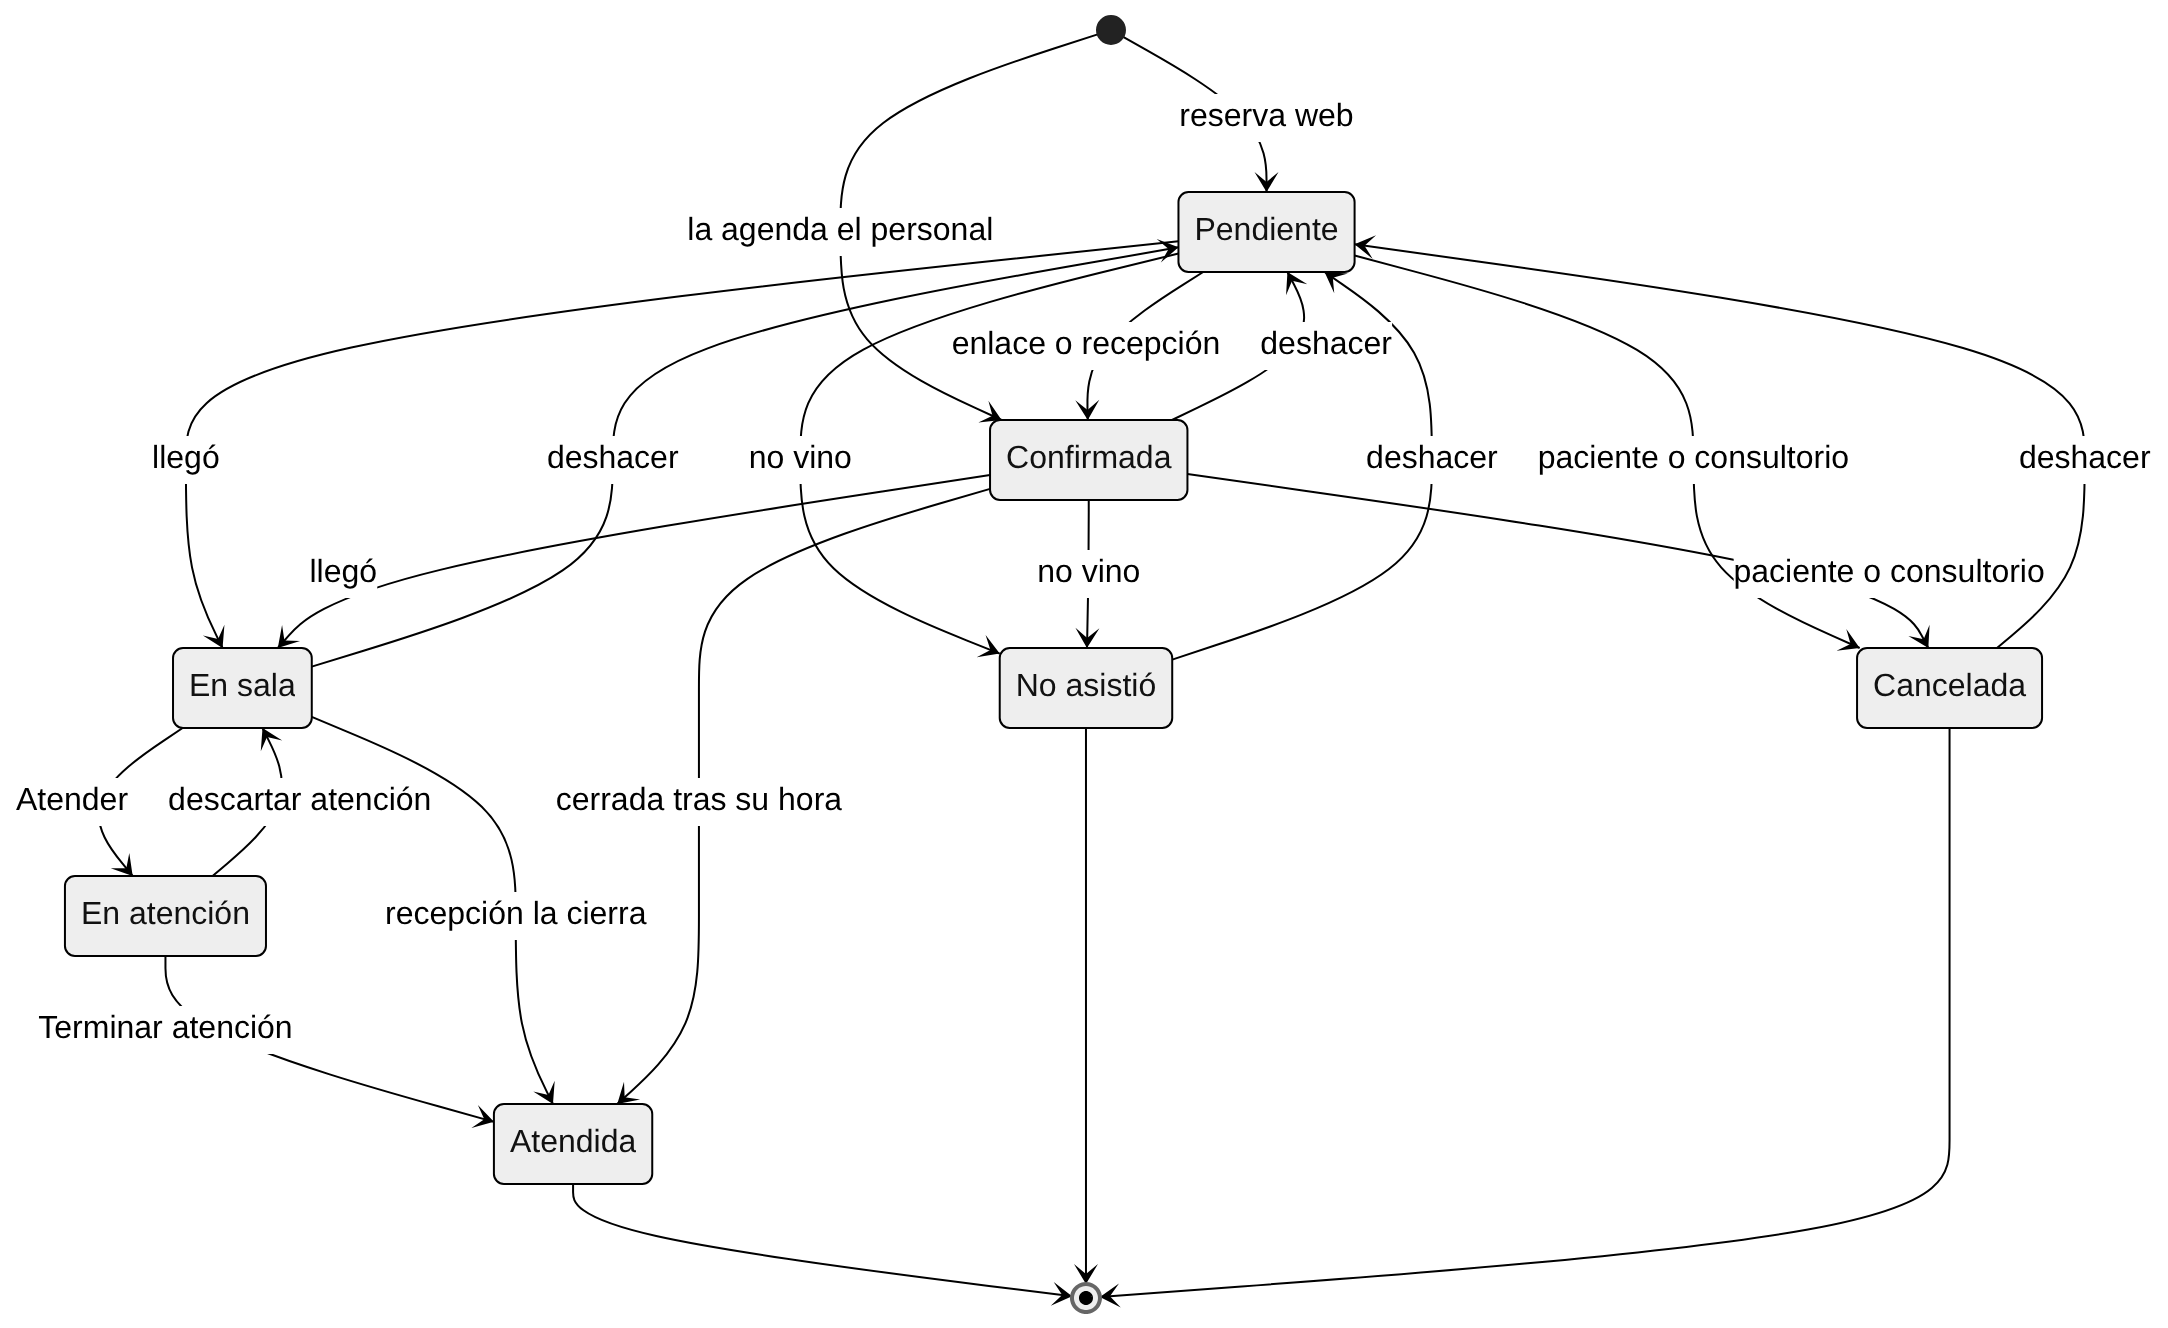 reserva web
la agenda el personal
Pendiente
enlace o recepción
deshacer
llegó
deshacer
no vino
Confirmada
deshacer
paciente o consultorio
deshacer
llegó
no vino
paciente o consultorio
En sala
No asistió
Cancelada
Atender
descartar atención
cerrada tras su hora
En atención
recepción la cierra
Terminar atención
Atendida